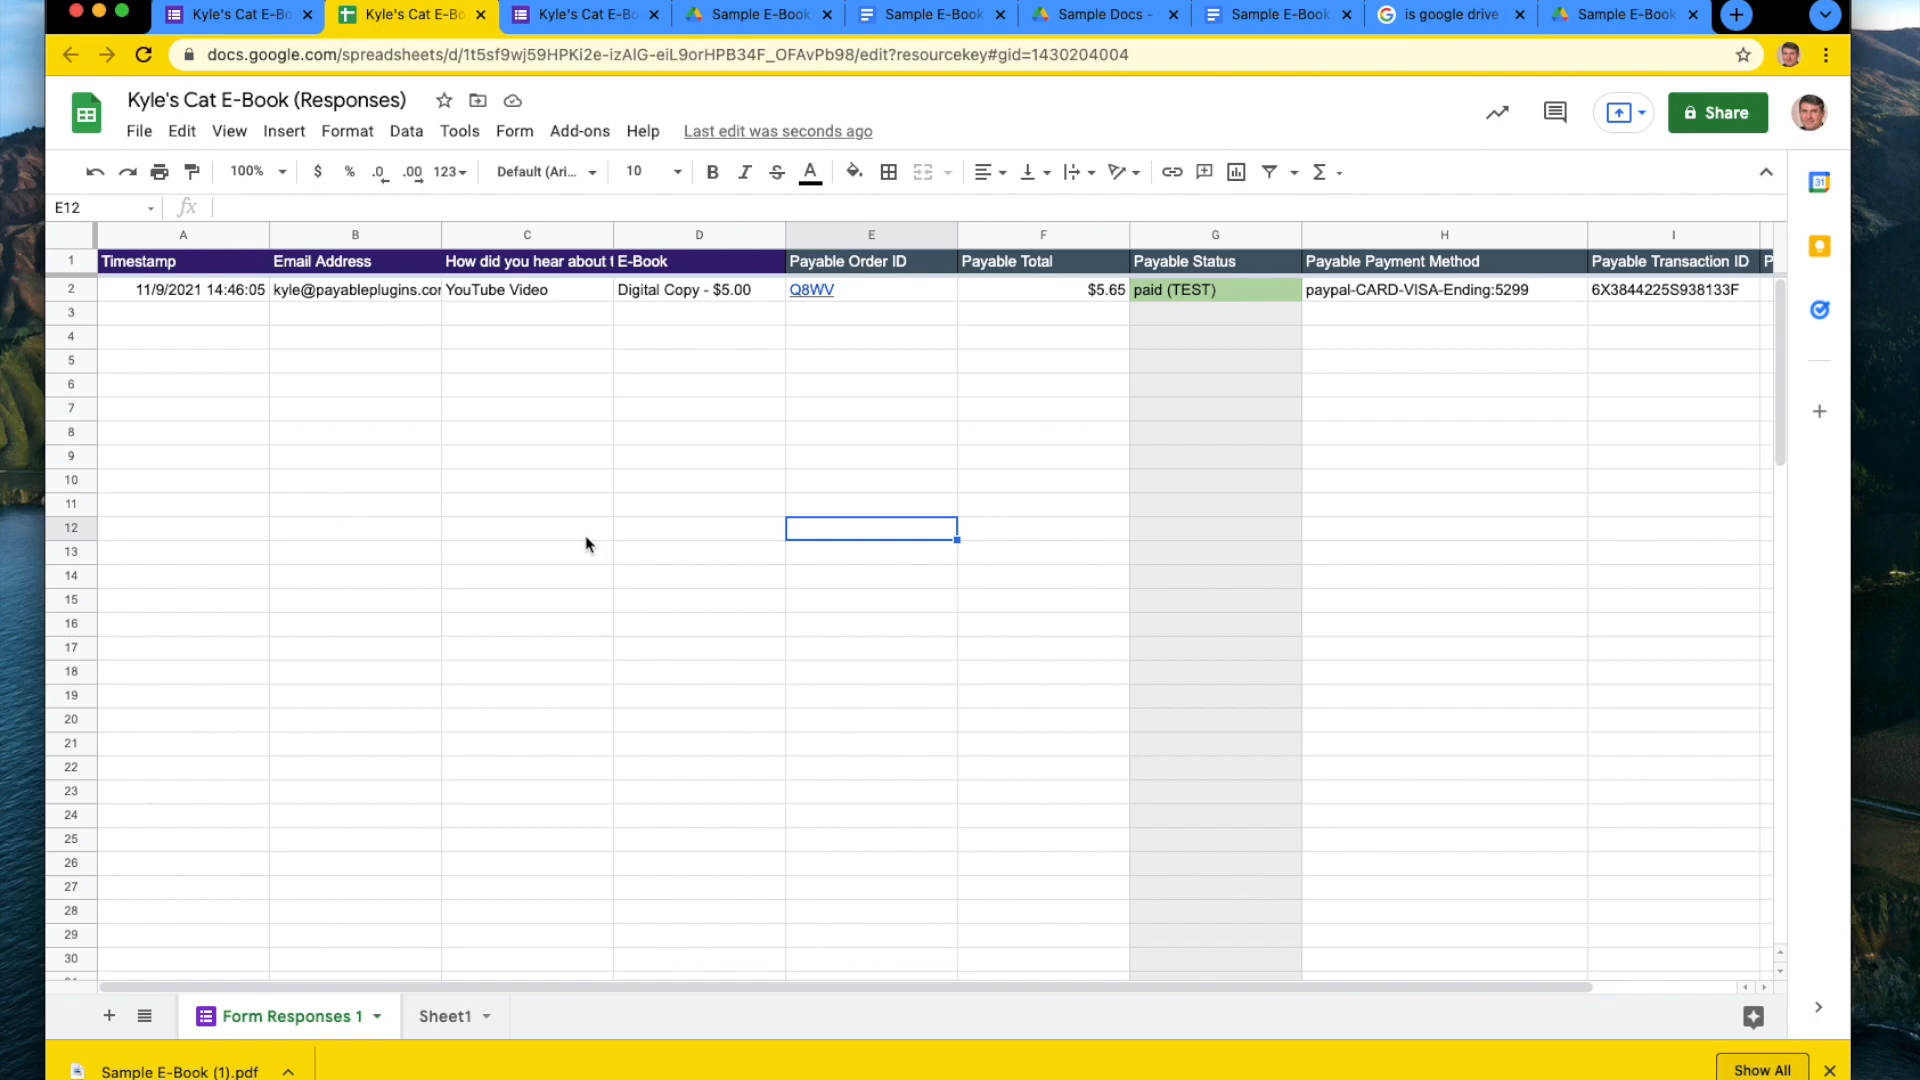 Kyle's Cat E-Bo
Kyle's Cat E-Bo
Kyle's Cat E-Bo
Sample E-Book
Sample E-Book
Sample Docs -
Sample E-Book
is google drive
Sample E-Book
docs.google.com/spreadsheets/d/1t5sf9wj59HPKi2e-izAlG-eiL9orHPB34F_OFAvPb98/edit?resourcekey#gid=1430204004
Kyle's Cat E-Book (Responses)
Share
File Edit View Insert Format Data Tools Form Add-ons Help Last edit was seconds ago
100% $ % .0 .00 123 Default (Ari... 10 B I S A
31
E12 fx
A B C D E F G H I
1 Timestamp Email Address How did you hear about t E-Book Payable Order ID Payable Total Payable Status Payable Payment Method Payable Transaction ID P
2 11/9/2021 14:46:05 kyle@payableplugins.cor YouTube Video Digital Copy - $5.00 Q8WV $5.65 paid (TEST) paypal-CARD-VISA-Ending:5299 6X3844225S938133F
3
4
5
6
7
8
9
10
11
12
13
14
15
16
17
18
19
20
21
22
23
24
25
26
27
28
29
30
Form Responses 1 Sheet1
Sample E-Book (1).pdf Show All